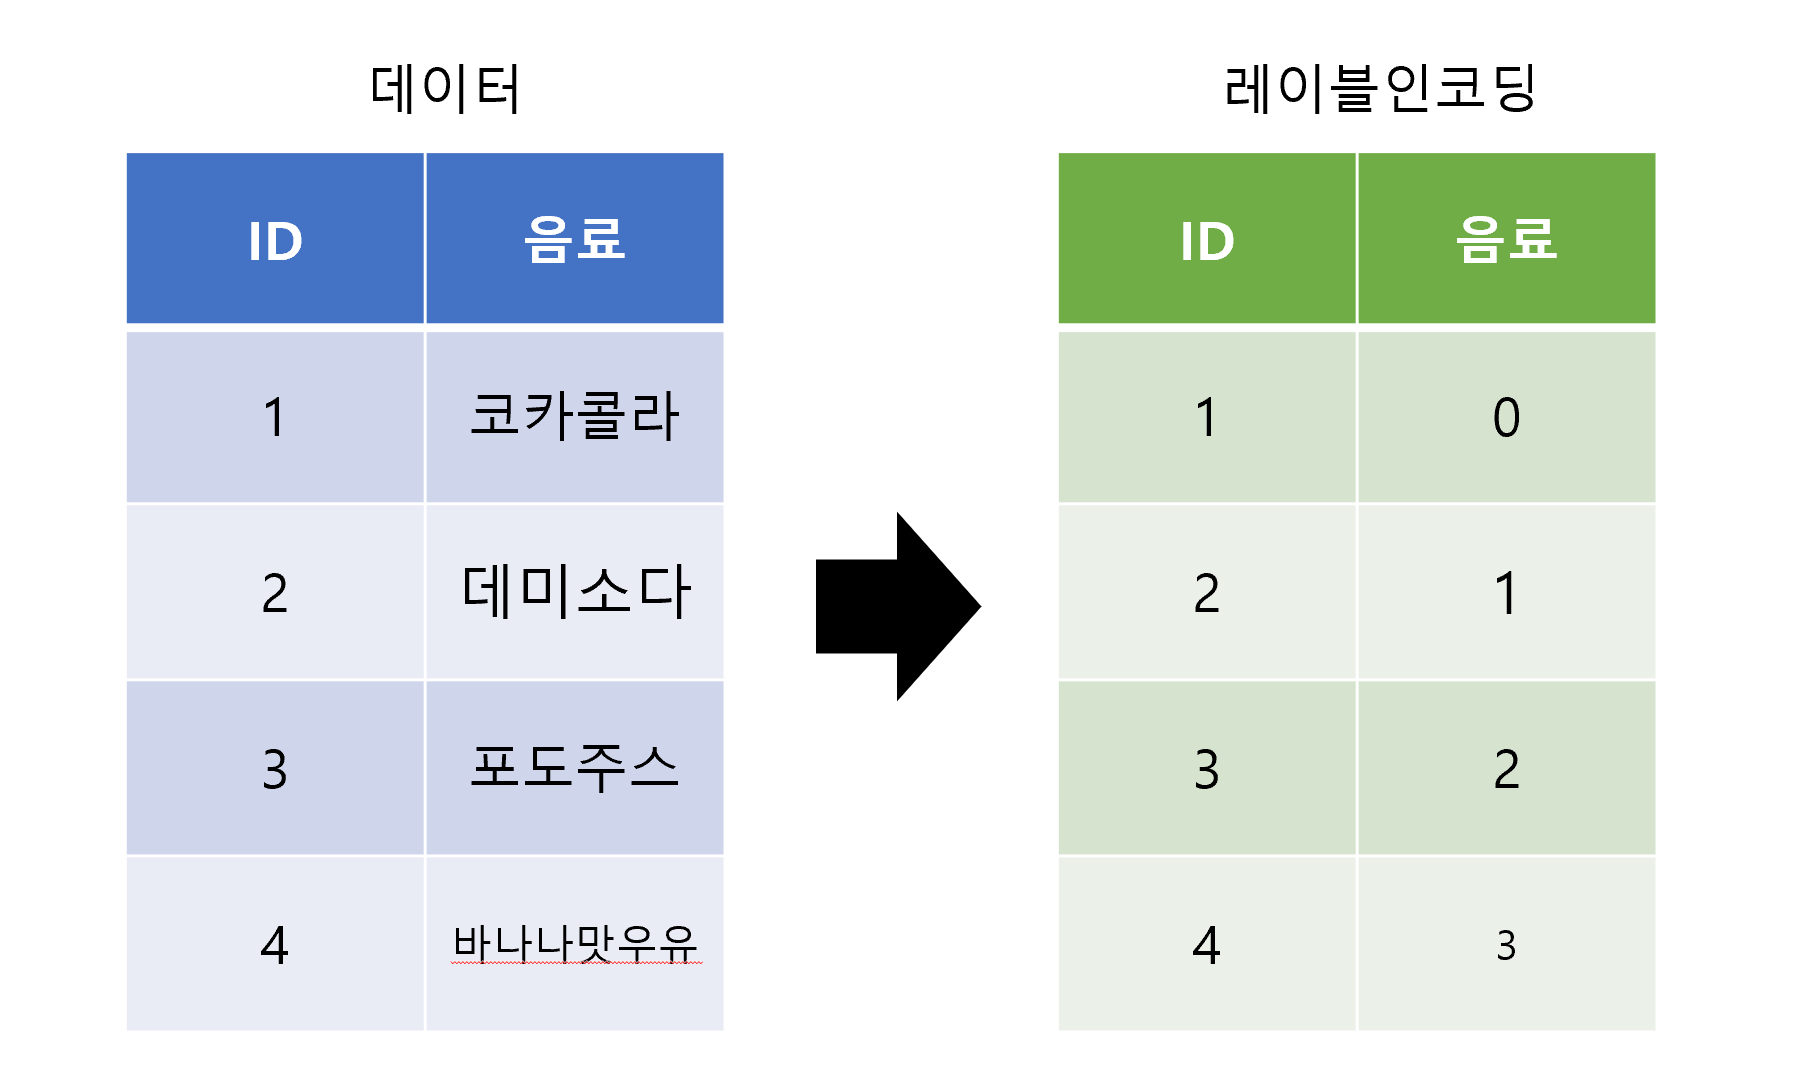 데이터
ID 음료
1 코카콜라
2 데미소다
3 포도주스
4 바나나맛우유
레이블인코딩
ID 음료
1 0
2 1
3 2
4 3